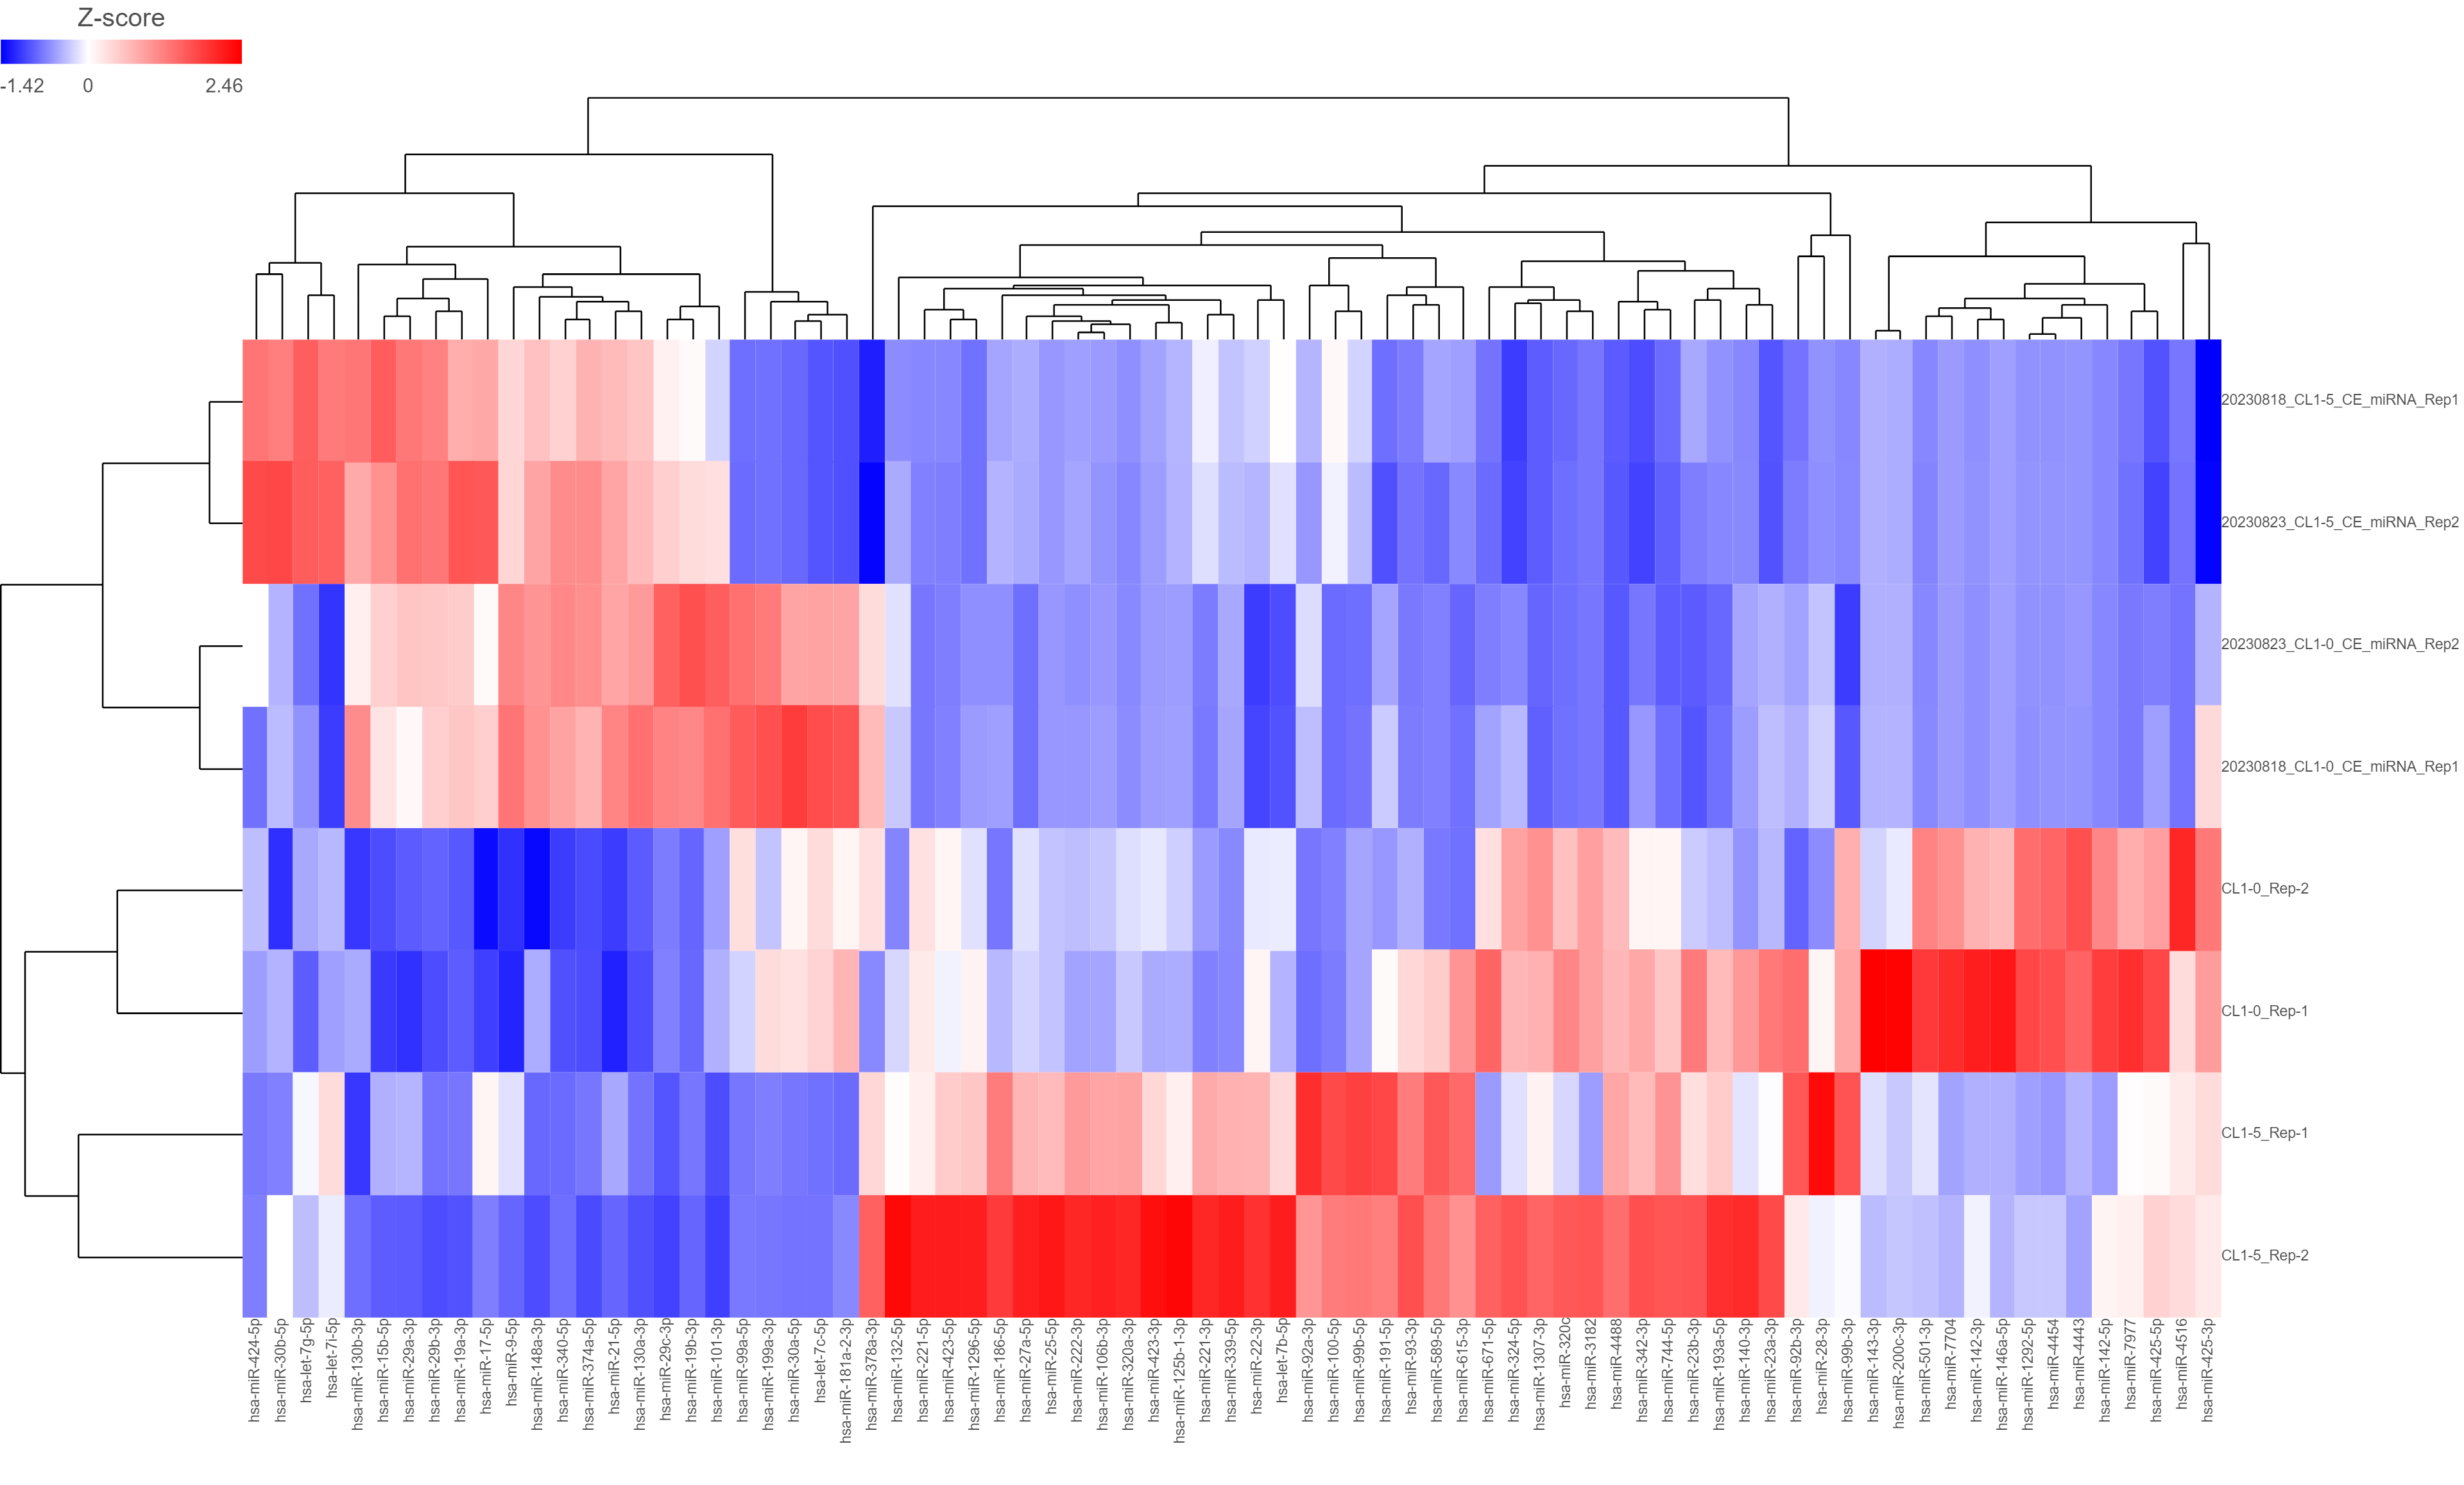 Z-score
-1.42 0 2.46
20230818_CL1-5_CE_miRNA_Rep1
20230823_CL1-5_CE_miRNA_Rep2
20230823_CL1-0_CE_miRNA_Rep2
20230818_CL1-0_CE_miRNA_Rep1
CL1-0_Rep-2
CL1-0_Rep-1
CL1-5_Rep-1
CL1-5_Rep-2
hsa-miR-424-5p
hsa-miR-30b-5p
hsa-let-7g-5p
hsa-let-7i-5p
hsa-miR-130b-3p
hsa-miR-15b-5p
hsa-miR-29a-3p
hsa-miR-29b-3p
hsa-miR-19a-3p
hsa-miR-17-5p
hsa-miR-9-5p
hsa-miR-148a-3p
hsa-miR-340-5p
hsa-miR-374a-5p
hsa-miR-21-5p
hsa-miR-130a-3p
hsa-miR-29c-3p
hsa-miR-19b-3p
hsa-miR-101-3p
hsa-miR-99a-5p
hsa-miR-199a-3p
hsa-miR-30a-5p
hsa-let-7c-5p
hsa-miR-181a-2-3p
hsa-miR-378a-3p
hsa-miR-132-5p
hsa-miR-221-5p
hsa-miR-423-5p
hsa-miR-1296-5p
hsa-miR-186-5p
hsa-miR-27a-5p
hsa-miR-25-5p
hsa-miR-222-3p
hsa-miR-106b-3p
hsa-miR-320a-3p
hsa-miR-423-3p
hsa-miR-125b-1-3p
hsa-miR-221-3p
hsa-miR-339-5p
hsa-miR-22-3p
hsa-let-7b-5p
hsa-miR-92a-3p
hsa-miR-100-5p
hsa-miR-99b-5p
hsa-miR-191-5p
hsa-miR-93-5p
hsa-miR-589-5p
hsa-miR-615-3p
hsa-miR-671-5p
hsa-miR-324-5p
hsa-miR-1307-3p
hsa-miR-320c
hsa-miR-3182
hsa-miR-4488
hsa-miR-342-3p
hsa-miR-744-5p
hsa-miR-23b-3p
hsa-miR-193a-5p
hsa-miR-140-3p
hsa-miR-23a-3p
hsa-miR-92b-3p
hsa-miR-28-3p
hsa-miR-99b-3p
hsa-miR-143-3p
hsa-miR-200c-3p
hsa-miR-501-3p
hsa-miR-7704
hsa-miR-142-3p
hsa-miR-146a-5p
hsa-miR-1292-5p
hsa-miR-4454
hsa-miR-4443
hsa-miR-142-5p
hsa-miR-7977
hsa-miR-425-5p
hsa-miR-4516
hsa-miR-425-3p